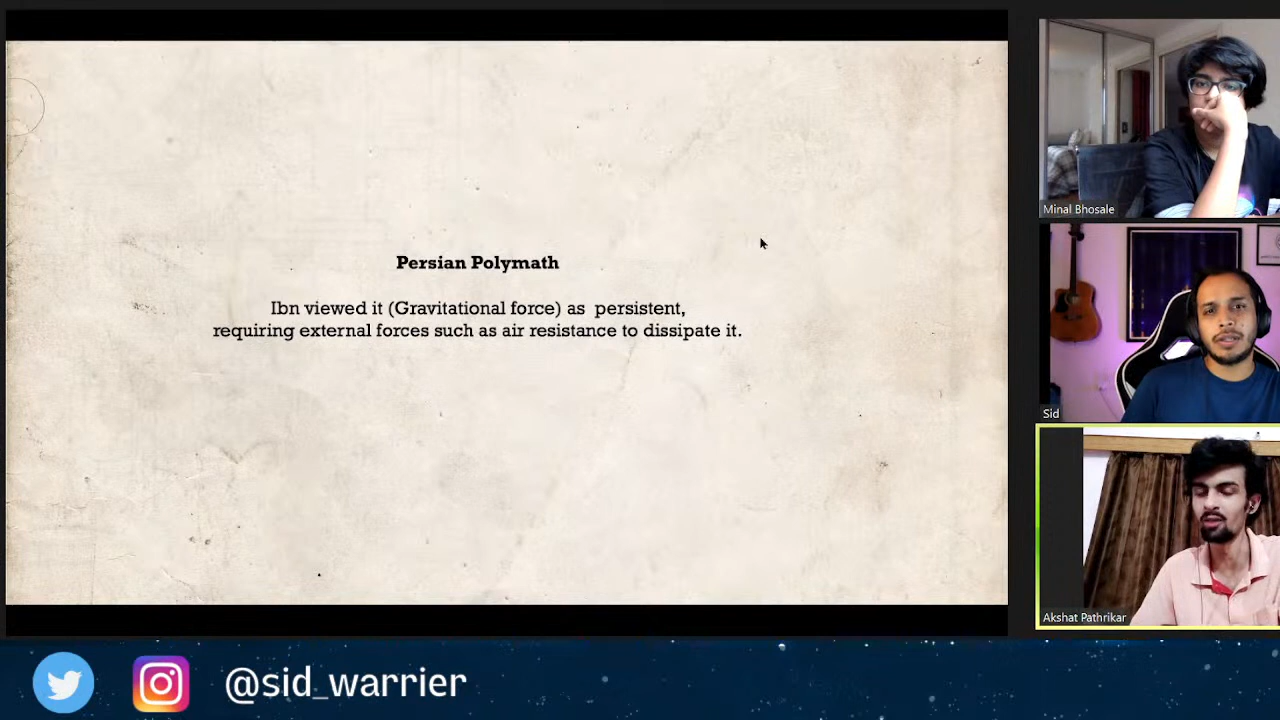 Persian Polymath
Ibn viewed it (Gravitational force) as  persistent,
requiring external forces such as air resistance to dissipate it.
Minal Bhosale
Sid
Akshat Pathrikar
@sid_warrier